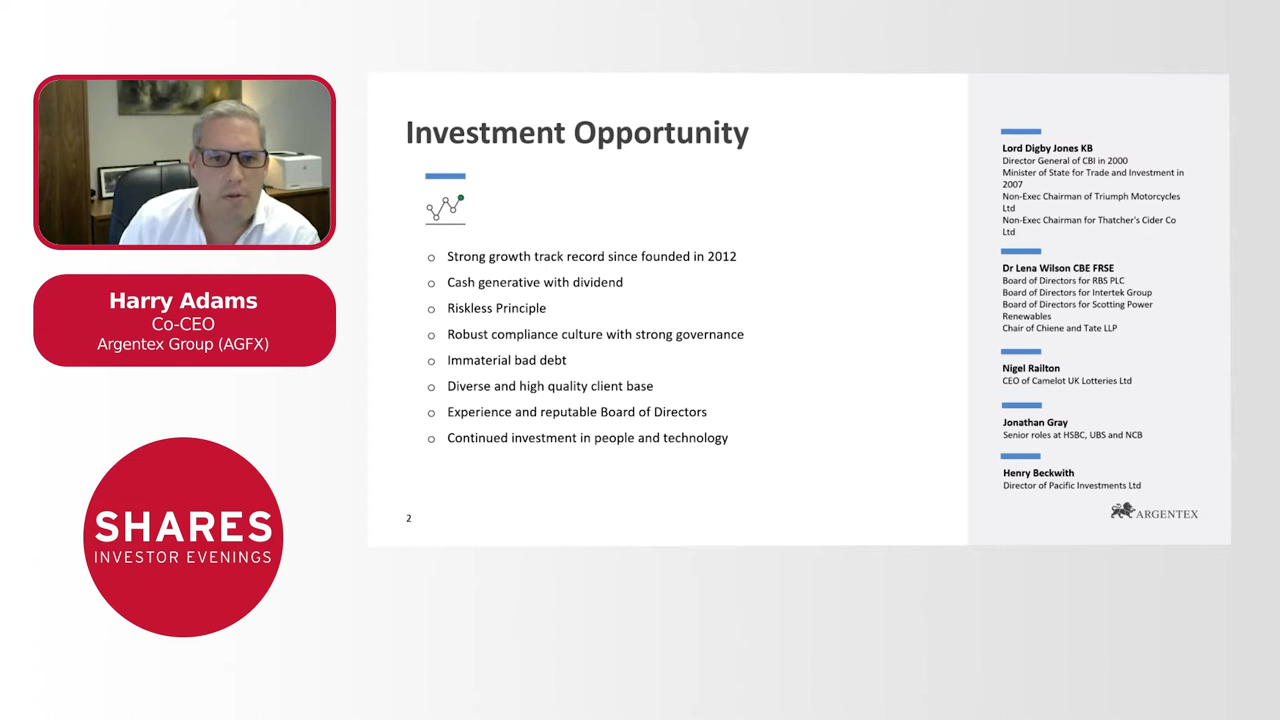 Harry Adams
Co-CEO
Argentex Group (AGFX)
SHARES
INVESTOR EVENINGS
Investment Opportunity
o Strong growth track record since founded in 2012
o Cash generative with dividend
o Riskless Principle
o Robust compliance culture with strong governance
o Immaterial bad debt
o Diverse and high quality client base
o Experience and reputable Board of Directors
o Continued investment in people and technology
2
Lord Digby Jones KB
Director General of CBI in 2000
Minister of State for Trade and Investment in
2007
Non-Exec Chairman of Triumph Motorcycles
Ltd
Non-Exec Chairman for Thatcher's Cider Co
Ltd
Dr Lena Wilson CBE FRSE
Board of Directors for RBS PLC
Board of Directors for Intertek Group
Board of Directors for Scotting Power
Renewables
Chair of Chiene and Tate LLP
Nigel Railton
CEO of Camelot UK Lotteries Ltd
Jonathan Gray
Senior roles at HSBC, UBS and NCB
Henry Beckwith
Director of Pacific Investments Ltd
ARGENTEX